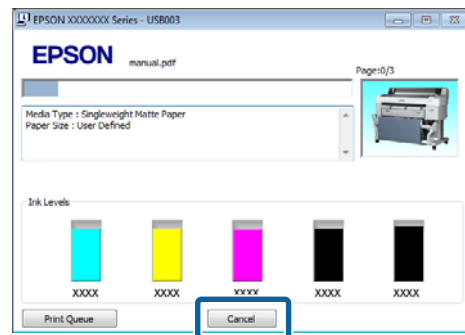 EPSON XXXXXXX Series - USB003
EPSON
manual.pdf
Page:0/3
Media Type : Singleweight Matte Paper
Paper Size : User Defined
Ink Levels
XXXX XXXX XXXX XXXX XXXX
Print Queue Cancel